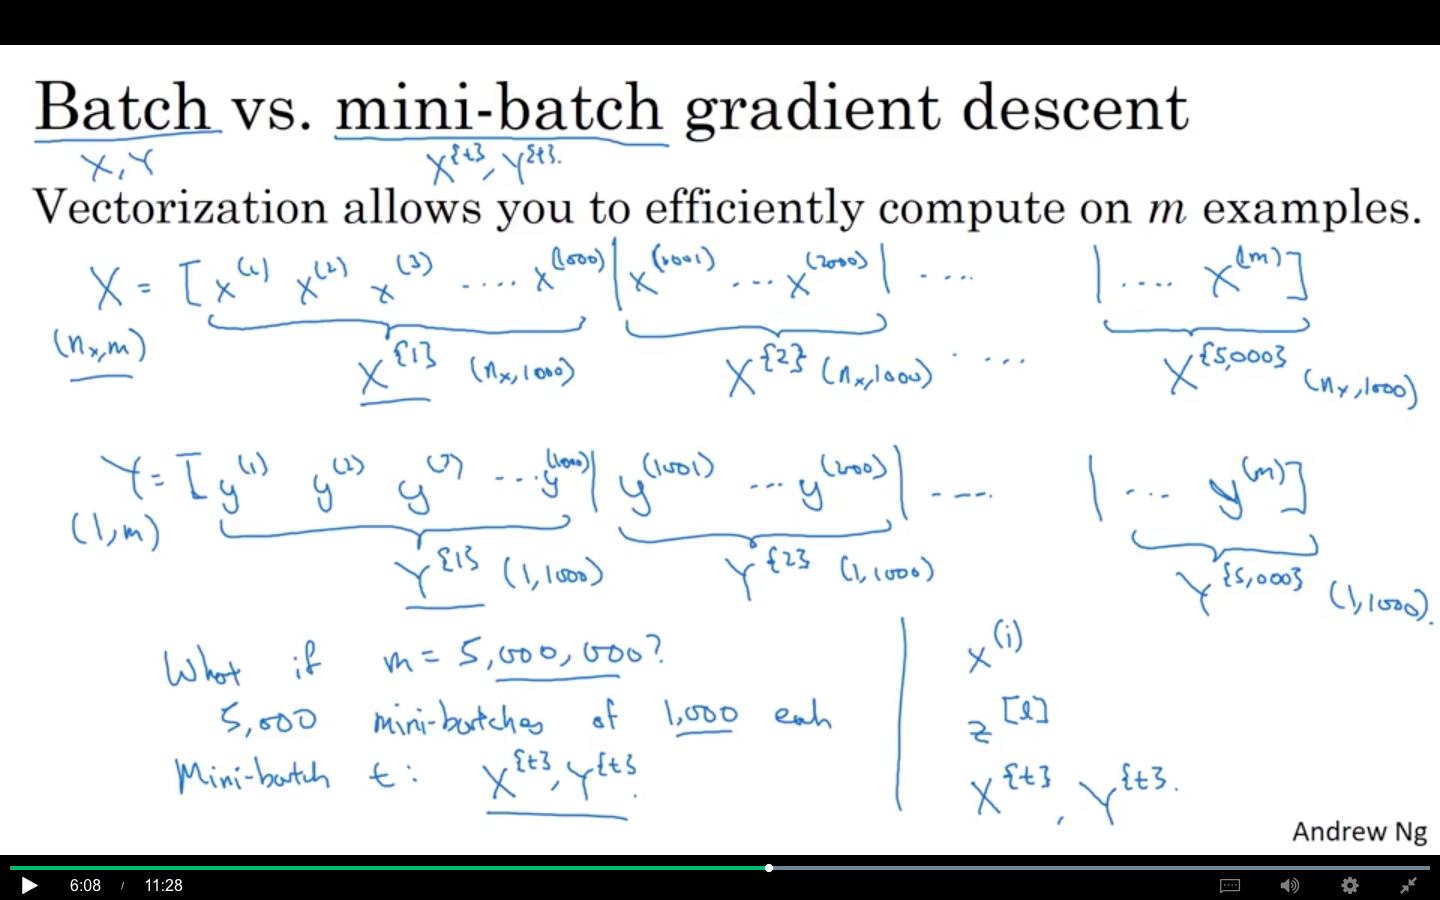 Batch vs. mini-batch gradient descent
X, Y X^{t}, Y^{t}.
Vectorization allows you to efficiently compute on m examples.
X = [x^(1) x^(2) x^(3) .... x^(1000) | x^(1001) ... x^(2000) | .... | .... x^(m)]
(n_x, m) X^{1} (n_x, 1000) X^{2} (n_x, 1000) .... X^{5,000} (n_x, 1000)
Y = [y^(1) y^(2) y^(3) ... y^(1000) | y^(1001) ... y^(2000) | .... | ... y^(m)]
(1, m) Y^{1} (1, 1000) Y^{2} (1, 1000) Y^{5,000} (1, 1000).
What if m = 5,000,000?
5,000 mini-batches of 1,000 each
Mini-batch t: X^{t}, Y^{t}.
x^(i)
z^[l]
X^{t}, Y^{t}.
Andrew Ng
6:08 / 11:28